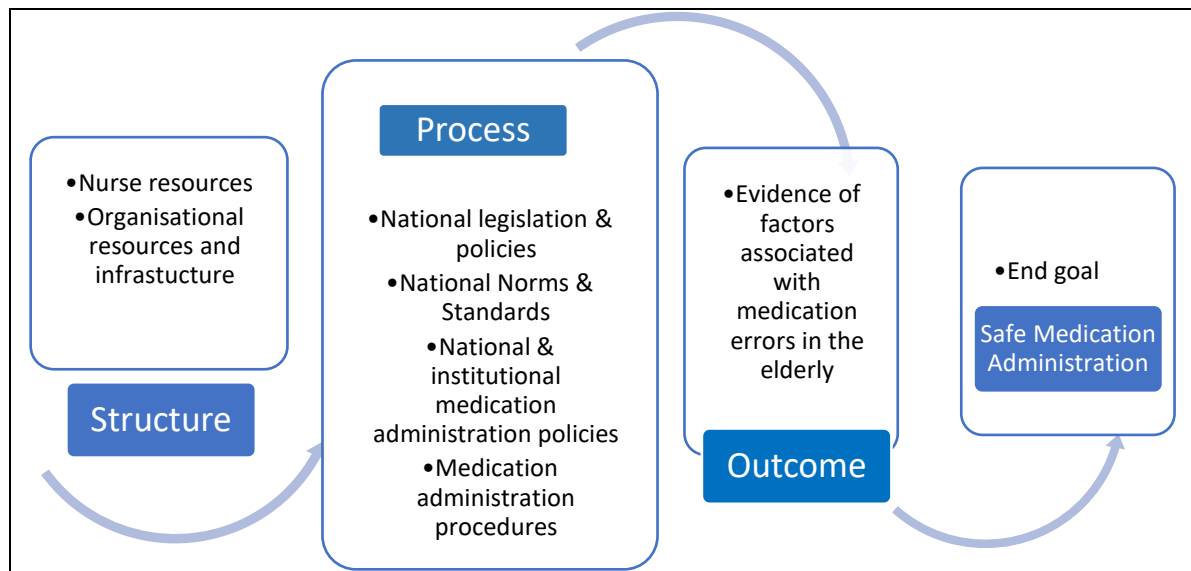 •Nurse resources
•Organisational
resources and
infrastucture
Structure
Process
•National legislation &
policies
•National Norms &
Standards
•National &
institutional
medication
administration policies
•Medication
administration
procedures
•Evidence of
factors
associated
with
medication
errors in the
elderly
Outcome
•End goal
Safe Medication
Administration